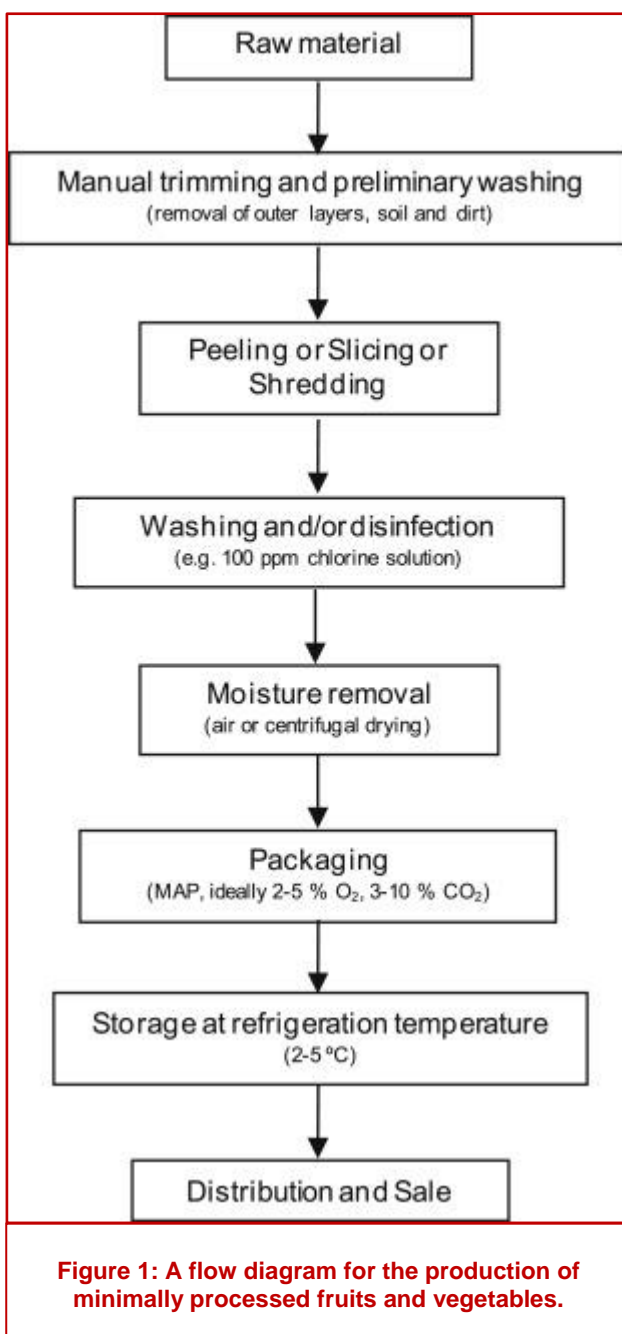 Raw material
Manual trimming and preliminary washing
(removal of outer layers, soil and dirt)
Peeling or Slicing or
Shredding
Washing and/or disinfection
(e.g. 100 ppm chlorine solution)
Moisture removal
(air or centrifugal drying)
Packaging
(MAP, ideally 2-5 % O₂, 3-10 % CO₂)
Storage at refrigeration temperature
(2-5 ºC)
Distribution and Sale
Figure 1: A flow diagram for the production of
minimally processed fruits and vegetables.